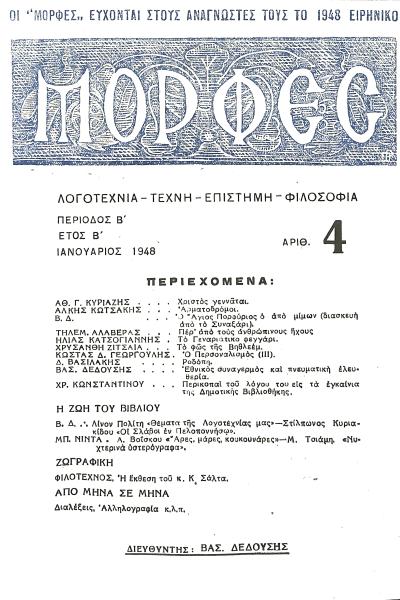 ΟΙ "ΜΟΡΦΕΣ,, ΕΥΧΟΝΤΑΙ ΣΤΟΥΣ ΑΝΑΓΝΩΣΤΕΣ ΤΟΥΣ ΤΟ 1948 ΕΙΡΗΝΙΚΟ
ΜΟΡΦΕС
ΛΟΓΟΤΕΧΝΙΑ - ΤΕΧΝΗ - ΕΠΙΣΤΗΜΗ - ΦΙΛΟΣΟΦΙΑ
ΠΕΡΙΟΔΟΣ Β'
ΕΤΟΣ Β'
ΙΑΝΟΥΑΡΙΟΣ 1948
ΑΡΙΘ. 4
ΠΕΡΙΕΧΟΜΕΝΑ:
ΑΘ. Γ. ΚΥΡΙΑΖΗΣ . . . . Χριστὸς γεννᾶται.
ΑΛΚΗΣ ΚΩΤΣΑΚΗΣ . . . Ἁρματοδρόμοι.
Β. Δ. . . . Ὁ Ἅγιος Πορφύριος ὁ ἀπὸ μίμων (διασκευὴ
ἀπὸ τὸ Συναξάρι).
ΤΗΛΕΜ. ΑΛΑΒΕΡΑΣ . . . Πέρ' ἀπὸ τοὺς ἀνθρώπινους ἤχους
ΗΛΙΑΣ ΚΑΤΣΟΓΙΑΝΝΗΣ . Τὸ Γεναριάτικο φεγγάρι.
ΧΡΥΣΑΝΘΗ ΖΙΤΣΑΙΑ . . . Τὸ φῶς τῆς Βηθλεέμ.
ΚΩΣΤΑΣ Δ. ΓΕΩΡΓΟΥΛΗΣ. Ὁ Περσοναλισμὸς (III).
Δ. ΒΑΣΙΛΑΚΗΣ . . . . Ροδόπη.
ΒΑΣ. ΔΕΔΟΥΣΗΣ . . . . Ἐθνικὸς συναγερμὸς καὶ πνευματικὴ ἐλευ-
θερία.
ΧΡ. ΚΩΝΣΤΑΝΤΙΝΟΥ . . . Περικοπαὶ τοῦ λόγου του εἰς τὰ ἐγκαίνια
τῆς Δημοτικῆς Βιβλιοθήκης.
Η ΖΩΗ ΤΟΥ ΒΙΒΛΙΟΥ
Β. Δ. . . Λίνου Πολίτη «Θέματα τῆς Λογοτεχνίας μας»—Στίλπωνος Κυρια-
κίδου «Οἱ Σλάβοι ἐν Πελοποννήσῳ».
ΜΠ. ΝΙΝΤΑ . Λ. Βοΐσκου «Ἄρες, μάρες, κουκουνάρες»—Μ. Τσιάμη. «Νυ-
χτερινὰ ὑστερόγραφα».
ΖΩΓΡΑΦΙΚΗ
ΦΙΛΟΤΕΧΝΟΣ, Ἡ ἔκθεση τοῦ κ. Κ. Σάλτα.
ΑΠΟ ΜΗΝΑ ΣΕ ΜΗΝΑ
Διαλέξεις, Ἀλληλογραφία κ.λ.π.
ΔΙΕΥΘΥΝΤΗΣ : ΒΑΣ. ΔΕΔΟΥΣΗΣ